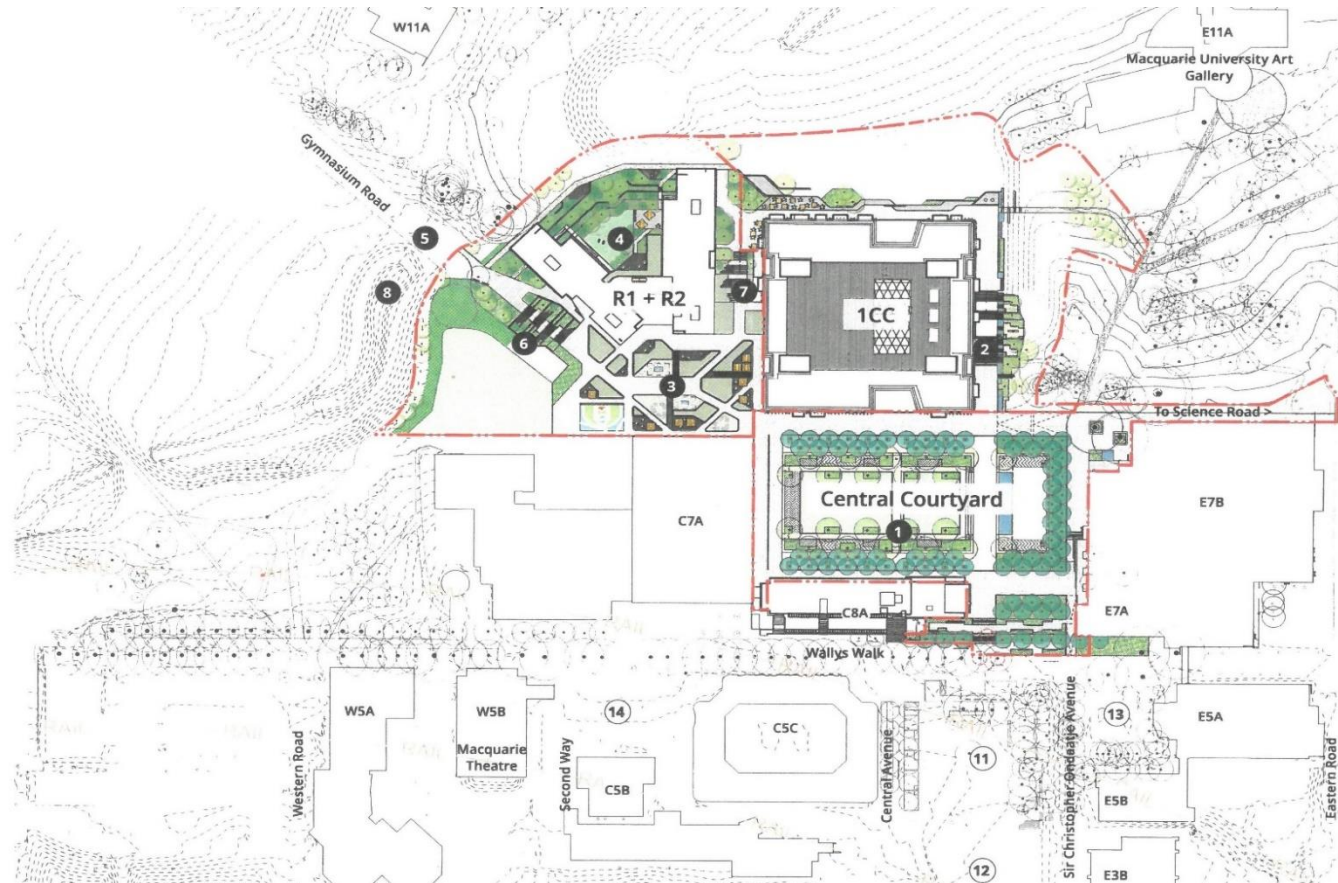 W11A
E11A
Macquarie University Art
Gallery
Gymnasium Road
5
4
8
R1 + R2
7
1CC
6
2
3
To Science Road >
Central Courtyard
1
C7A
E7B
C8A
E7A
Wallys Walk
W5A
W5B
Macquarie
Theatre
Western Road
Second Way
14
C5B
C5C
Central Avenue
11
12
Sir Christopher Ondaatje Avenue
13
E5A
E5B
E3B
Eastern Road